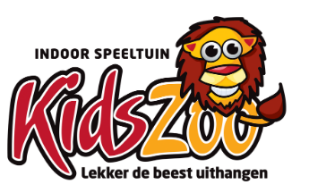 INDOOR SPEELTUIN
KidsZoo
Lekker de beest uithangen